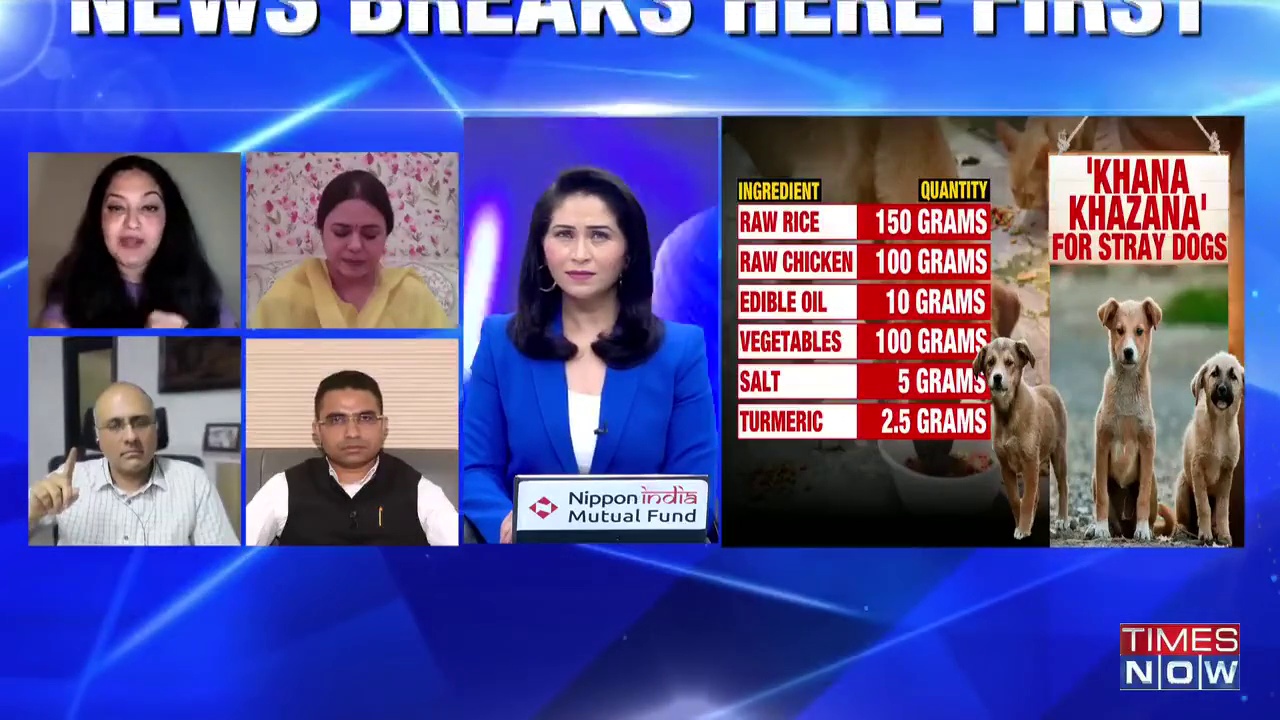 NEWS BREAKS HERE FIRST
INGREDIENT QUANTITY
RAW RICE 150 GRAMS
RAW CHICKEN 100 GRAMS
EDIBLE OIL 10 GRAMS
VEGETABLES 100 GRAMS
SALT 5 GRAMS
TURMERIC 2.5 GRAMS
'KHANA
KHAZANA'
FOR STRAY DOGS
Nippon india
Mutual Fund
TIMES
NOW